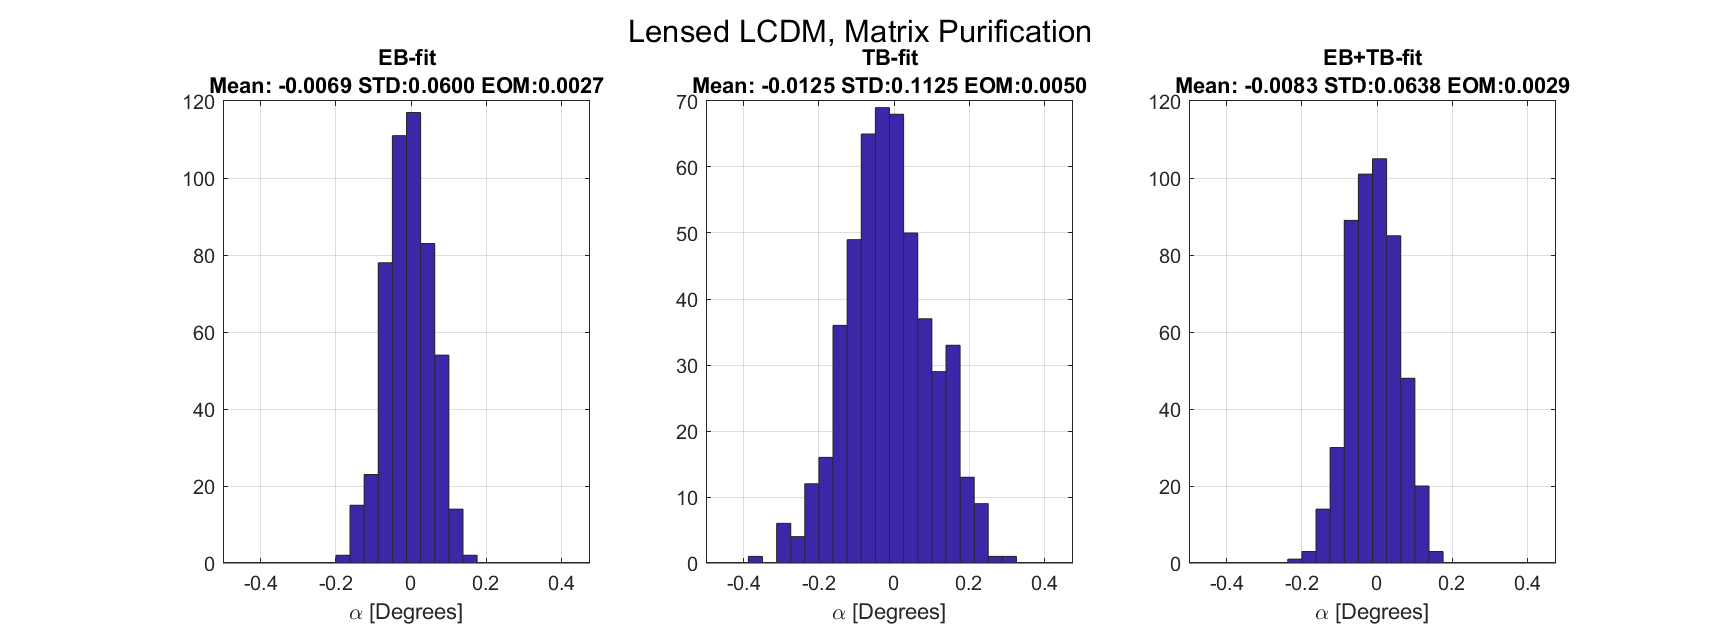 Lensed LCDM, Matrix Purification
EB-fit
Mean: -0.0069 STD:0.0600 EOM:0.0027
120
100
80
60
40
20
0
-0.4 -0.2 0 0.2 0.4
α [Degrees]
TB-fit
Mean: -0.0125 STD:0.1125 EOM:0.0050
70
60
50
40
30
20
10
0
-0.4 -0.2 0 0.2 0.4
α [Degrees]
EB+TB-fit
Mean: -0.0083 STD:0.0638 EOM:0.0029
120
100
80
60
40
20
0
-0.4 -0.2 0 0.2 0.4
α [Degrees]